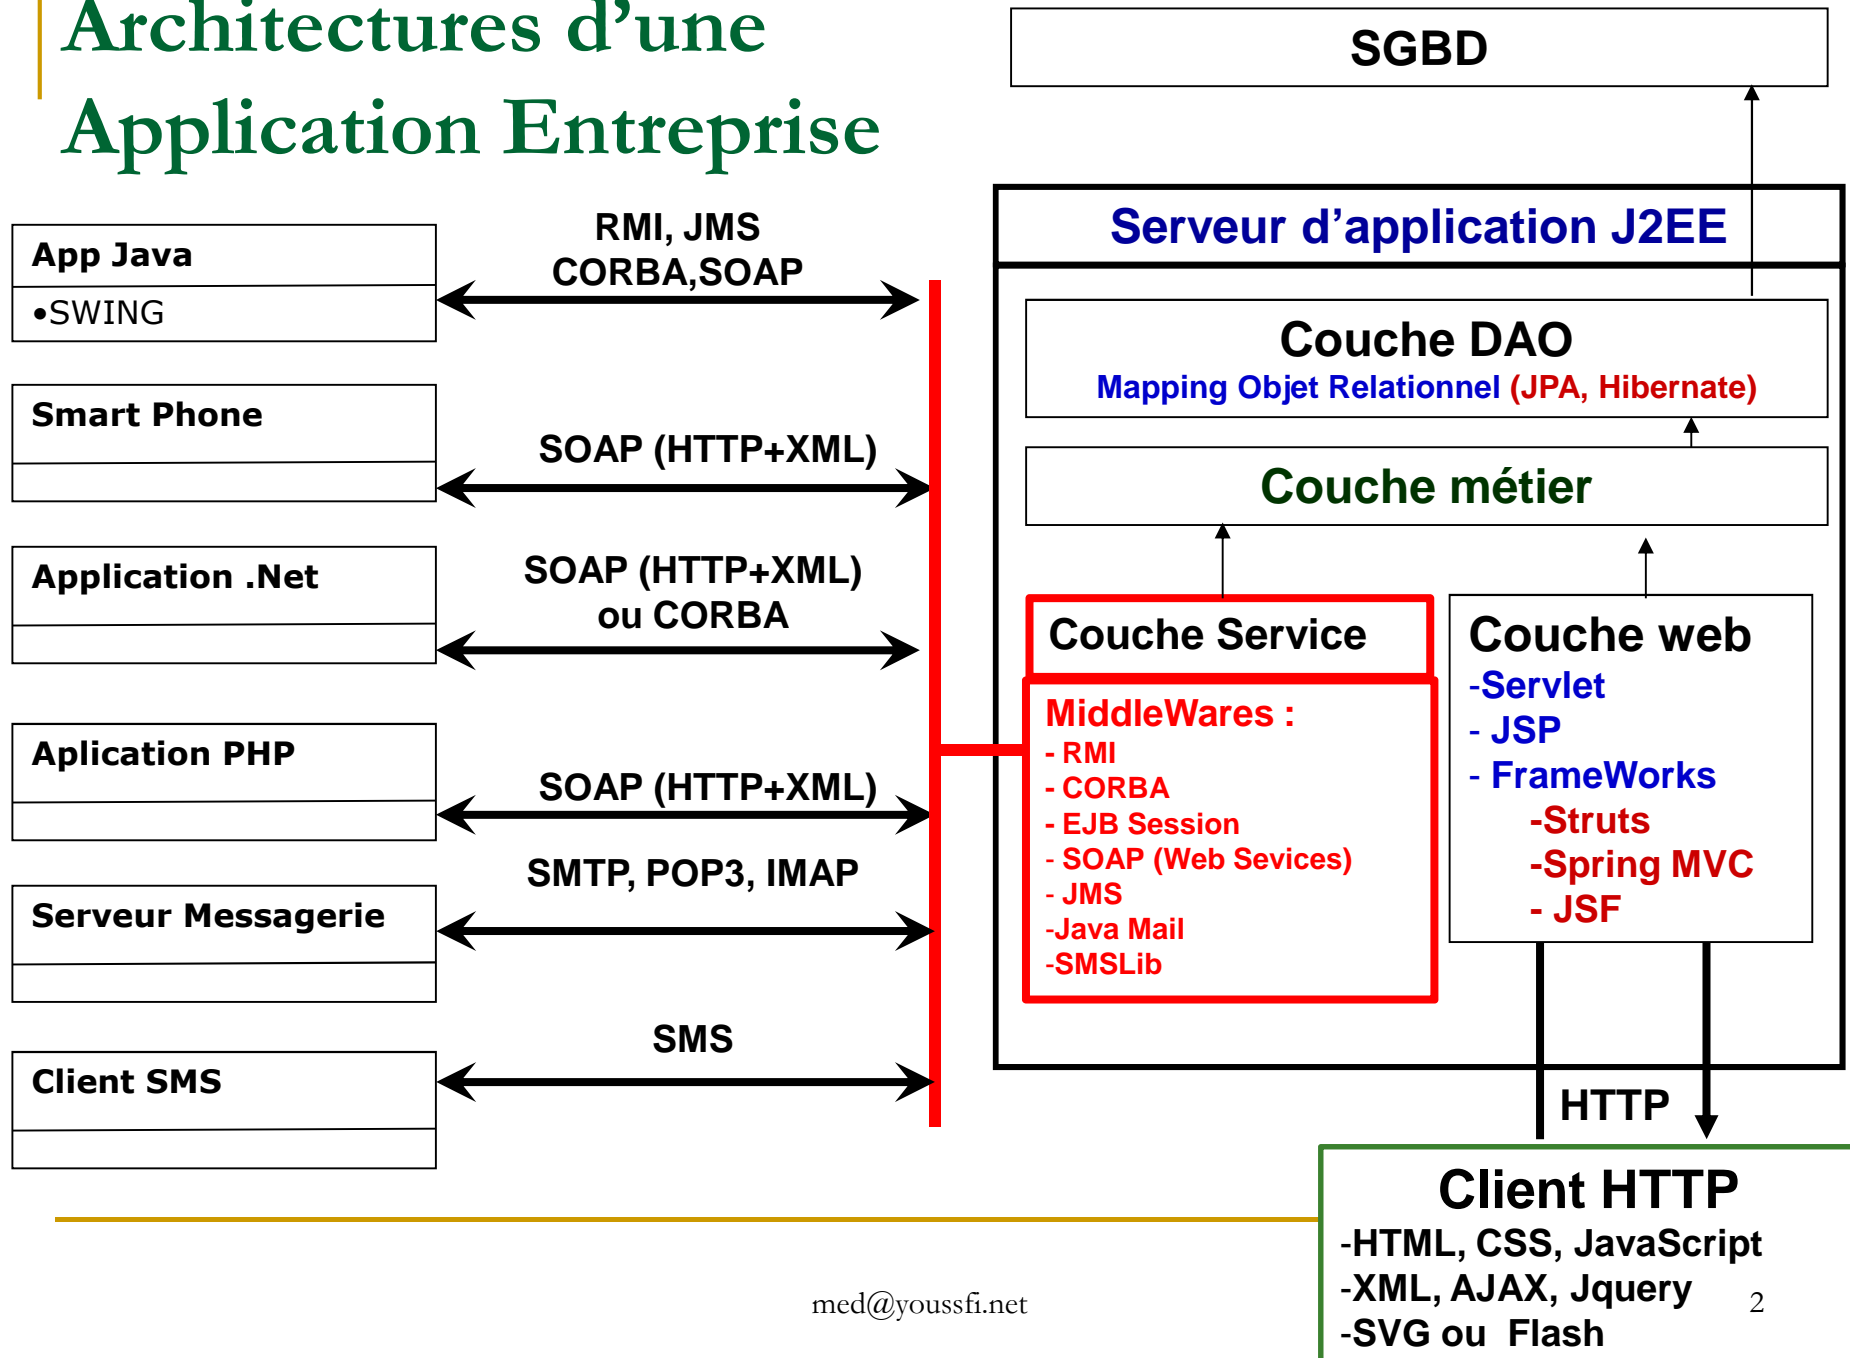 Architectures d’une
Application Entreprise
SGBD
App Java
•SWING
RMI, JMS
CORBA,SOAP
Smart Phone
SOAP (HTTP+XML)
Application .Net
SOAP (HTTP+XML)
ou CORBA
Aplication PHP
SOAP (HTTP+XML)
Serveur Messagerie
SMTP, POP3, IMAP
Client SMS
SMS
Serveur d’application J2EE
Couche DAO
Mapping Objet Relationnel (JPA, Hibernate)
Couche métier
Couche Service
MiddleWares :
- RMI
- CORBA
- EJB Session
- SOAP (Web Sevices)
- JMS
-Java Mail
-SMSLib
Couche web
-Servlet
- JSP
- FrameWorks
-Struts
-Spring MVC
- JSF
HTTP
Client HTTP
-HTML, CSS, JavaScript
-XML, AJAX, Jquery
-SVG ou Flash
med@youssfi.net
2